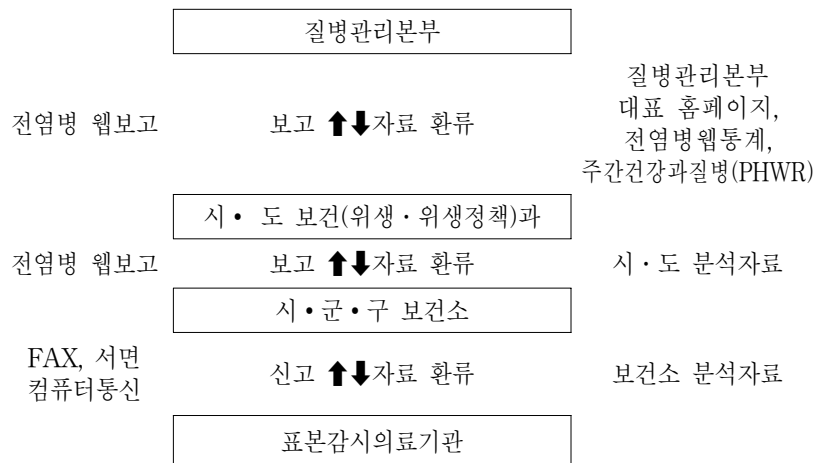 질병관리본부
전염병 웹보고
보고 ⬆⬇자료 환류
질병관리본부
대표 홈페이지,
전염병웹통계,
주간건강과질병(PHWR)
시• 도 보건(위생·위생정책)과
전염병 웹보고
보고 ⬆⬇자료 환류
시·도 분석자료
시•군•구 보건소
FAX, 서면
컴퓨터통신
신고 ⬆⬇자료 환류
보건소 분석자료
표본감시의료기관